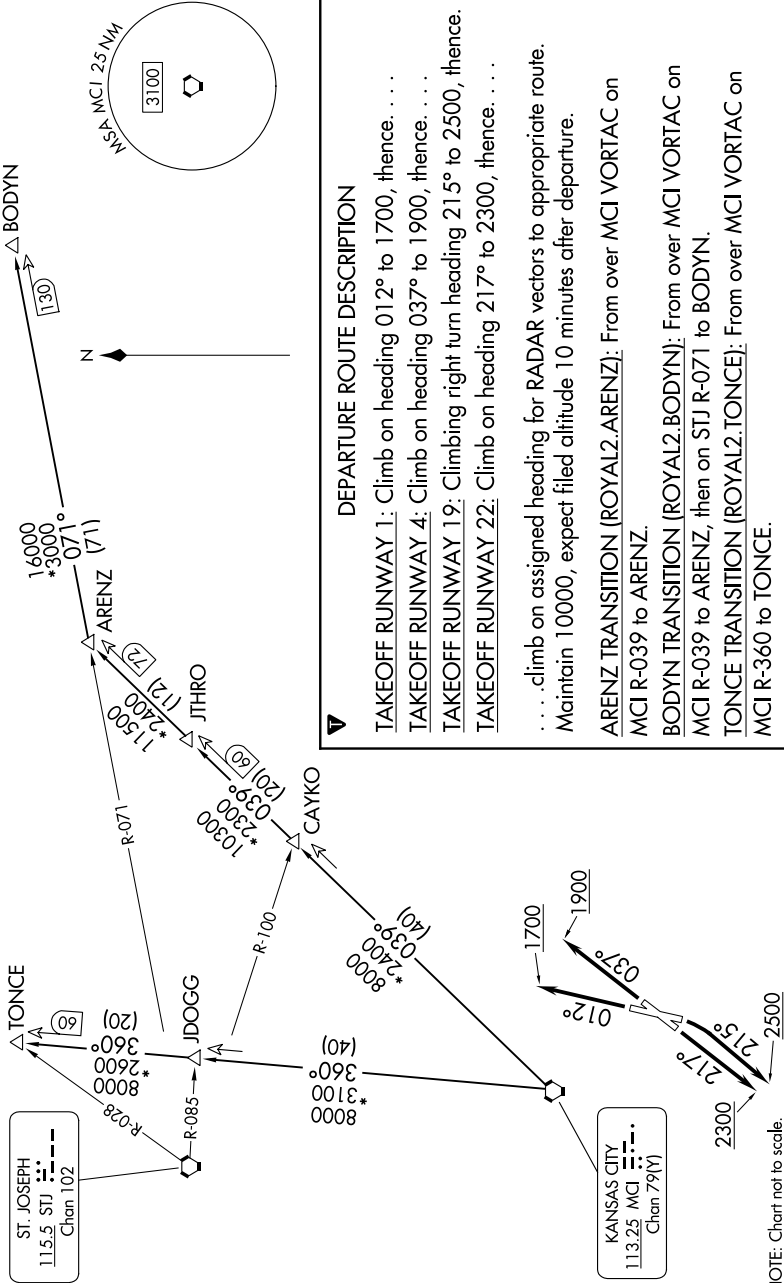 MSA MCI 25 NM
3100
BODYN
130
N
16000
*3000
071°
(71)
ARENZ
72
11500
*2400
(12)
JTHRO
60
10300
*2300
039°
(20)
CAYKO
R-071
R-100
8000
*2400
039°
(40)
TONCE
60
8000
*2600
360°
(20)
JDOGG
R-028
R-085
8000
*3100
360°
(40)
ST. JOSEPH
115.5 STJ
Chan 102
KANSAS CITY
113.25 MCI
Chan 79(Y)
1700
1900
012°
037°
217°
215°
2300
2500
DEPARTURE ROUTE DESCRIPTION
T
TAKEOFF RUNWAY 1: Climb on heading 012° to 1700, thence. . . .
TAKEOFF RUNWAY 4: Climb on heading 037° to 1900, thence. . . .
TAKEOFF RUNWAY 19: Climbing right turn heading 215° to 2500, thence.
TAKEOFF RUNWAY 22: Climb on heading 217° to 2300, thence. . . .
. . . .climb on assigned heading for RADAR vectors to appropriate route.
Maintain 10000, expect filed altitude 10 minutes after departure.
ARENZ TRANSITION (ROYAL2.ARENZ): From over MCI VORTAC on
MCI R-039 to ARENZ.
BODYN TRANSITION (ROYAL2.BODYN): From over MCI VORTAC on
MCI R-039 to ARENZ, then on STJ R-071 to BODYN.
TONCE TRANSITION (ROYAL2.TONCE): From over MCI VORTAC on
MCI R-360 to TONCE.
OTE: Chart not to scale.